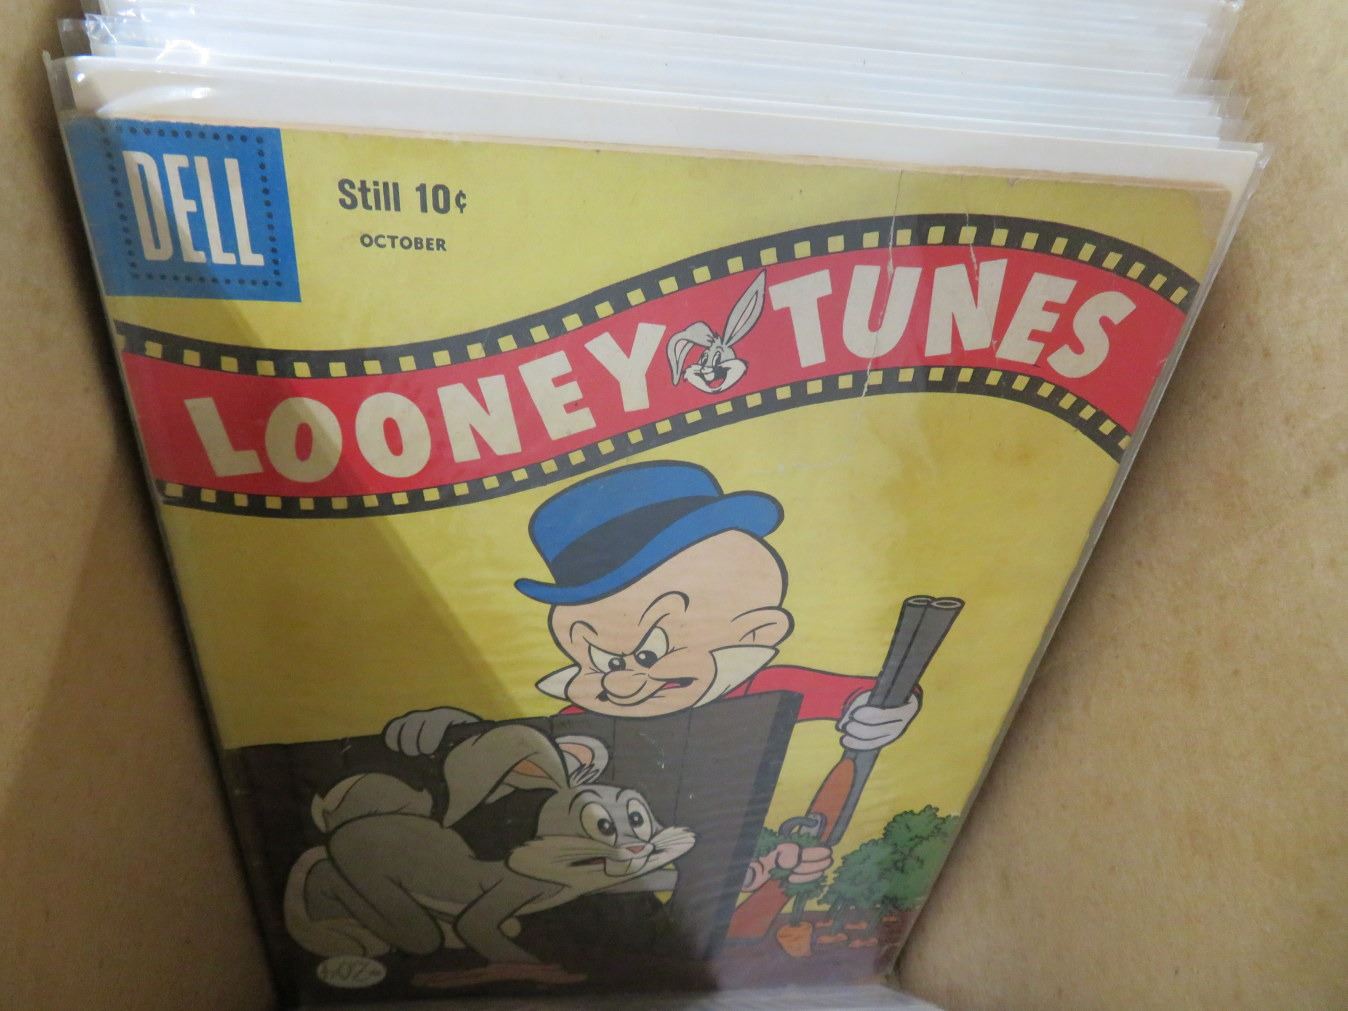 DELL
Still 10¢
OCTOBER
LOONEY TUNES